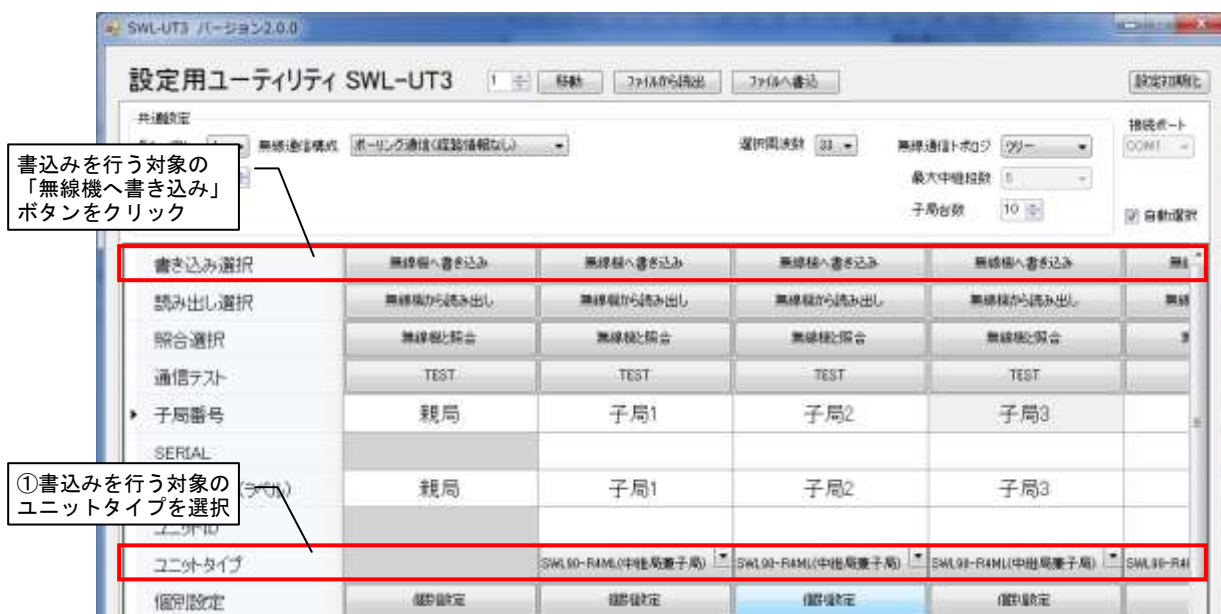 SWL-UT3 バージョン2.0.0
設定用ユーティリティ SWL-UT3
1
移動
ファイルから読出
ファイルへ書込
設定初期化
共通設定
接続ポート
無線通信構成
ポーリング通信(経路情報なし)
選択周波数
無線通信トポロジ
ツリー
COM1
最大中継段数
子局台数
10
自動選択
書込みを行う対象の
「無線機へ書き込み」
ボタンをクリック
書き込み選択
無線機へ書き込み
無線機へ書き込み
無線機へ書き込み
無線機へ書き込み
読み出し選択
無線機から読み出し
無線機から読み出し
無線機から読み出し
無線機から読み出し
照合選択
無線機と照合
無線機と照合
無線機と照合
無線機と照合
通信テスト
TEST
TEST
TEST
TEST
子局番号
親局
子局1
子局2
子局3
SERIAL
①書込みを行う対象の
ユニットタイプを選択
(ラベル)
親局
子局1
子局2
子局3
ユニットID
ユニットタイプ
SWL90-R4ML(中継局兼子局)
SWL90-R4ML(中継局兼子局)
SWL90-R4ML(中継局兼子局)
SWL90-R4
個別設定
個別設定
個別設定
個別設定
個別設定